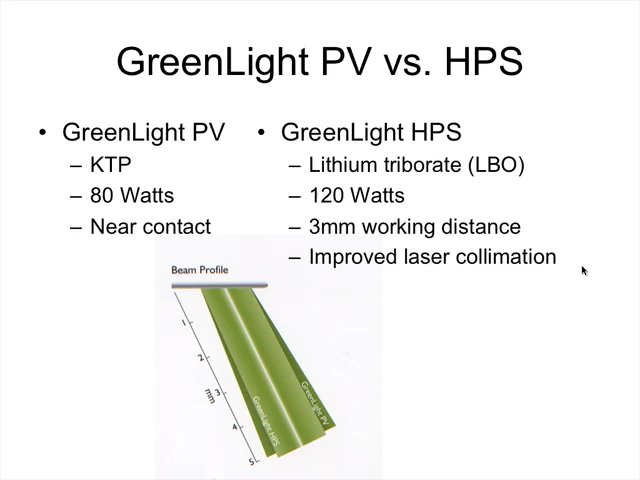 GreenLight PV vs. HPS
• GreenLight PV
– KTP
– 80 Watts
– Near contact
• GreenLight HPS
– Lithium triborate (LBO)
– 120 Watts
– 3mm working distance
– Improved laser collimation
Beam Profile
1
2
3
mm
4
5
GreenLight HPS
GreenLight PV